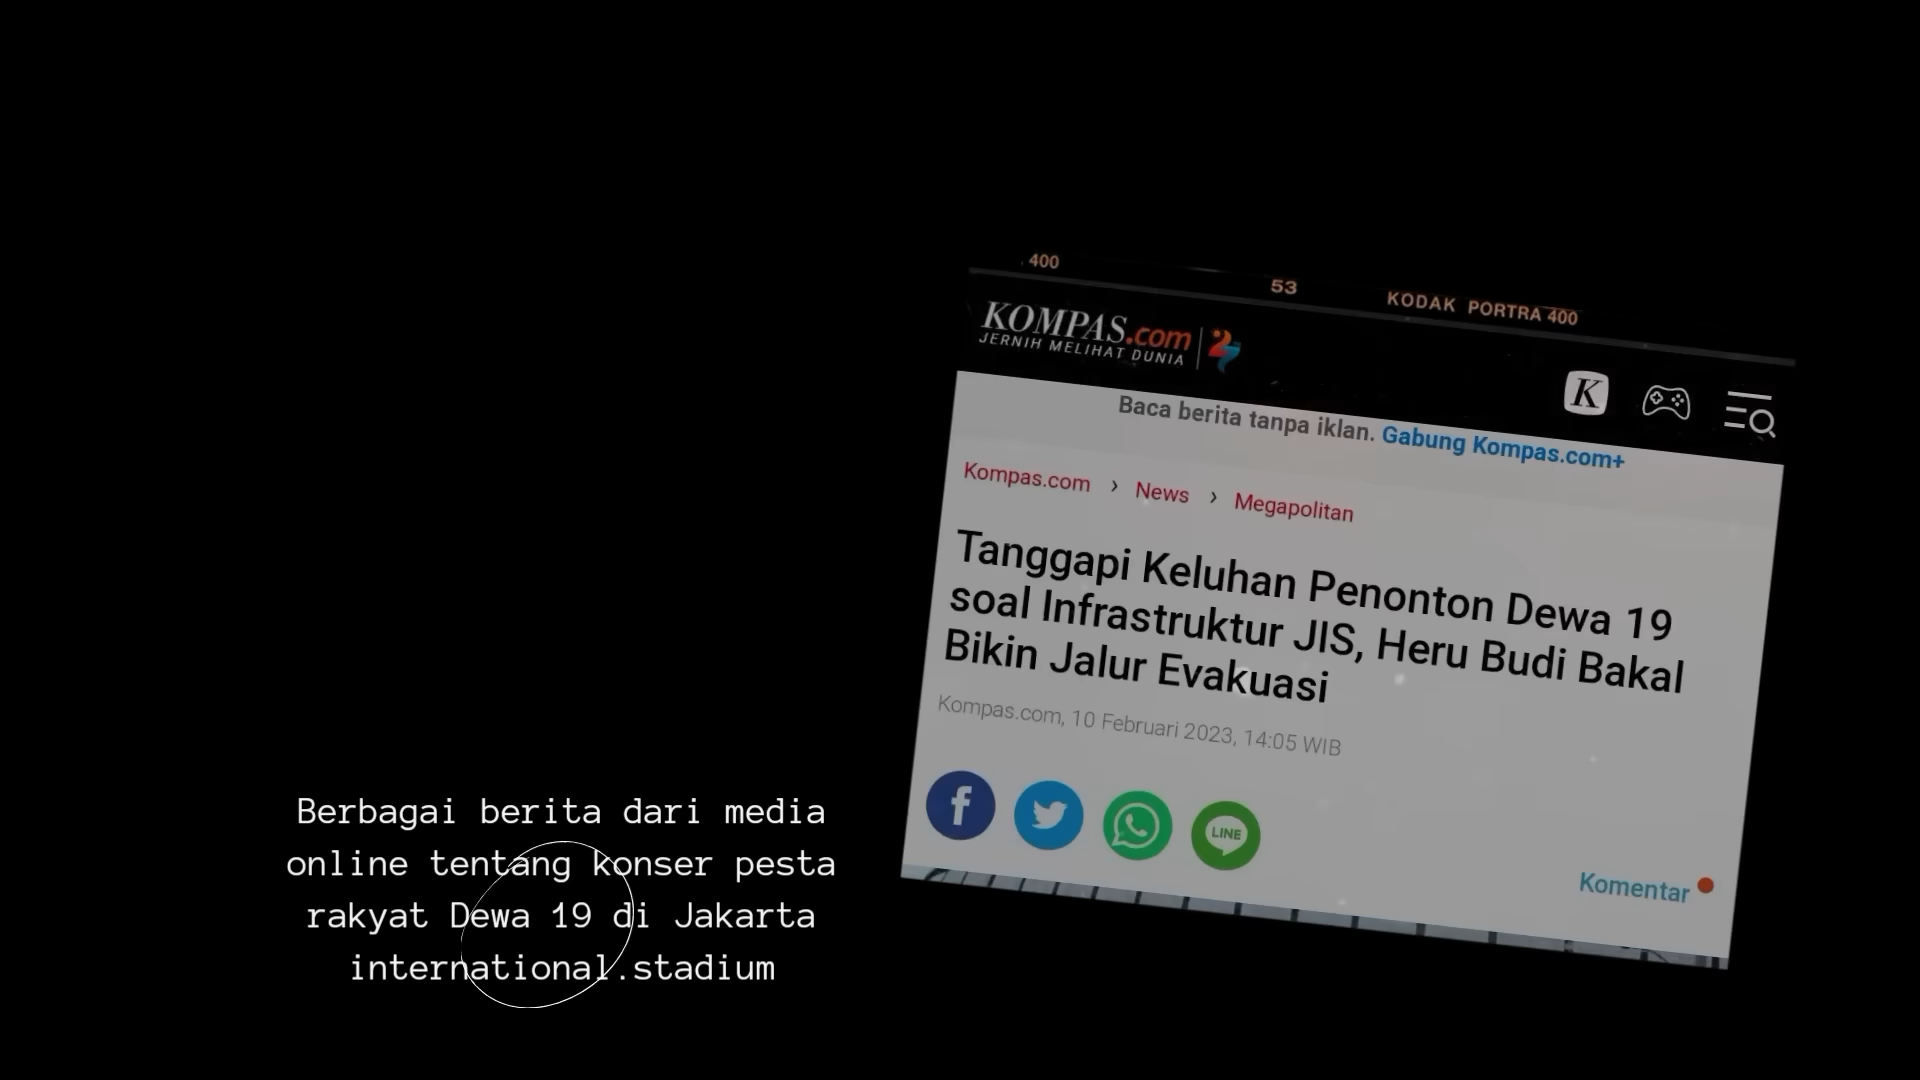 400
53
KODAK PORTRA 400
KOMPAS.com
JERNIH MELIHAT DUNIA
27
K
Baca berita tanpa iklan. Gabung Kompas.com+
Kompas.com › News › Megapolitan
Tanggapi Keluhan Penonton Dewa 19
soal Infrastruktur JIS, Heru Budi Bakal
Bikin Jalur Evakuasi
Kompas.com, 10 Februari 2023, 14:05 WIB
LINE
Komentar
Berbagai berita dari media
online tentang konser pesta
rakyat Dewa 19 di Jakarta
international.stadium